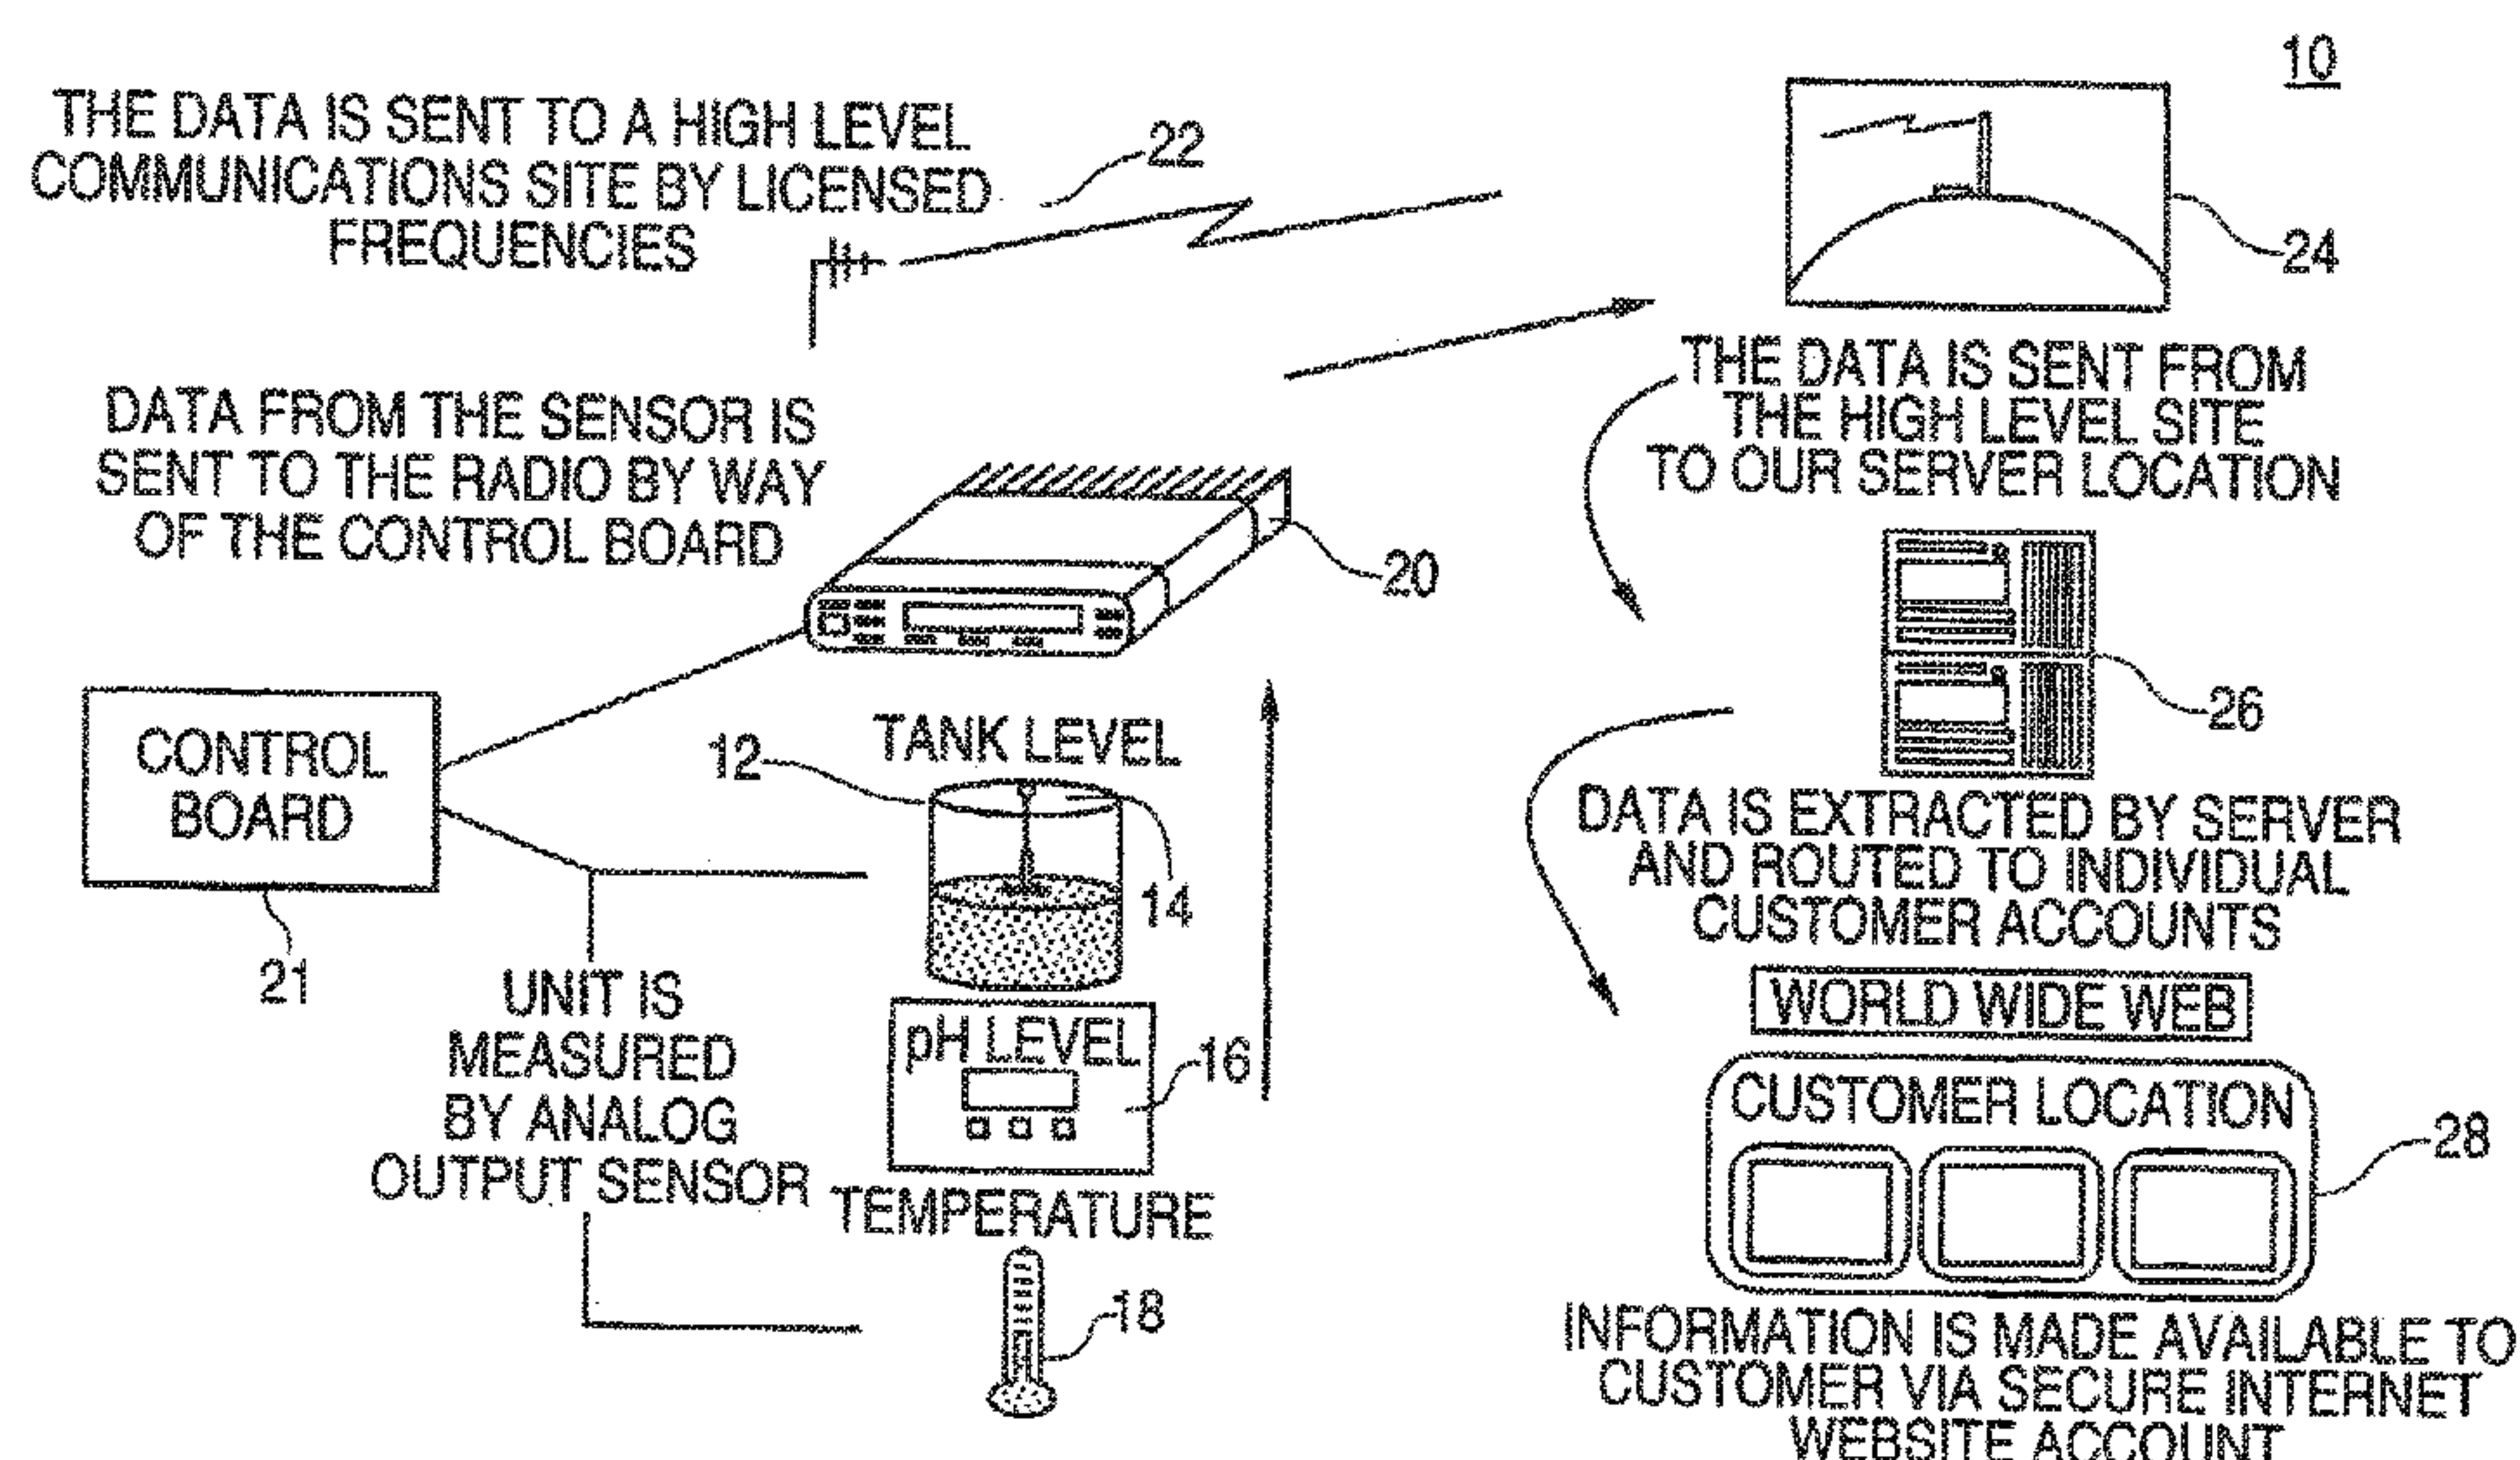 10
THE DATA IS SENT TO A HIGH LEVEL
COMMUNICATIONS SITE BY LICENSED
FREQUENCIES
22
24
DATA FROM THE SENSOR IS
SENT TO THE RADIO BY WAY
OF THE CONTROL BOARD
20
THE DATA IS SENT FROM
THE HIGH LEVEL SITE
TO OUR SERVER LOCATION
26
CONTROL
BOARD
21
12
TANK LEVEL
14
UNIT IS
MEASURED
BY ANALOG
OUTPUT SENSOR
pH LEVEL
16
TEMPERATURE
18
DATA IS EXTRACTED BY SERVER
AND ROUTED TO INDIVIDUAL
CUSTOMER ACCOUNTS
WORLD WIDE WEB
CUSTOMER LOCATION
28
INFORMATION IS MADE AVAILABLE TO
CUSTOMER VIA SECURE INTERNET
WEBSITE ACCOUNT